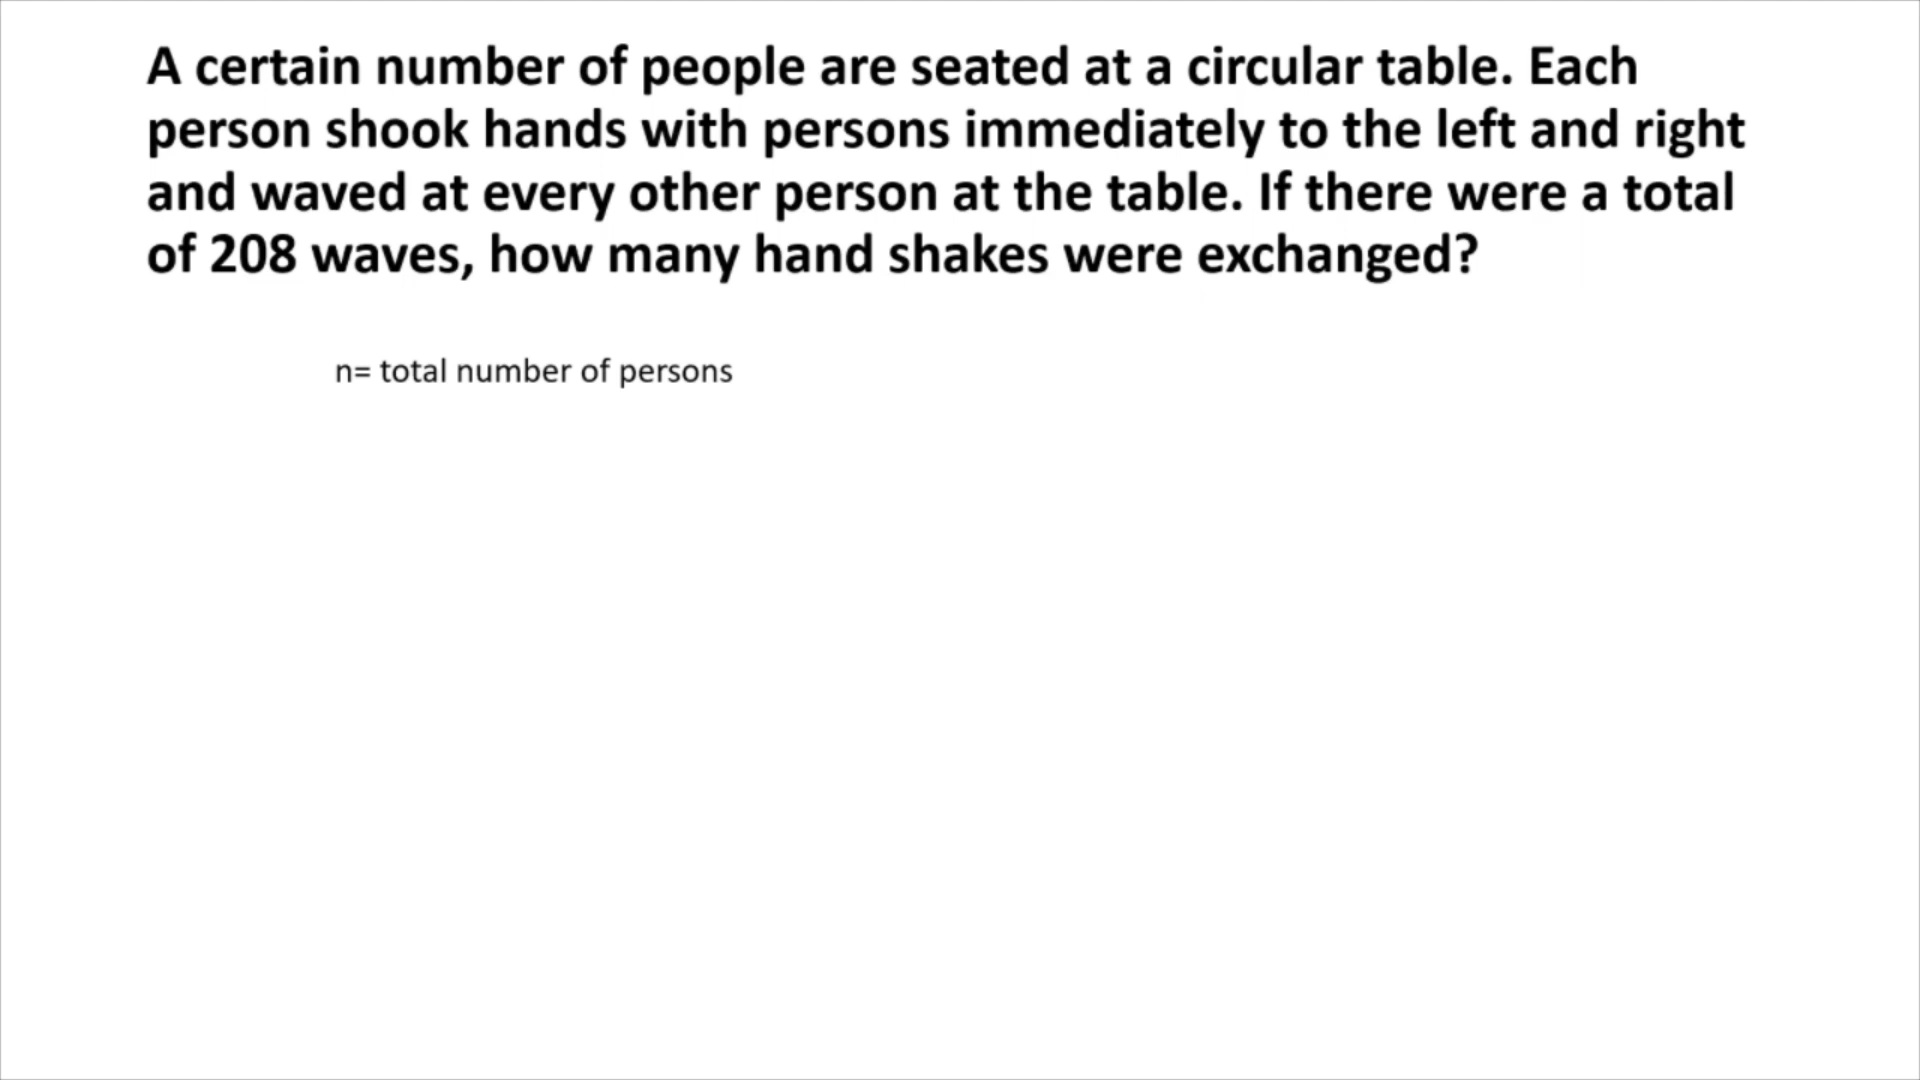 A certain number of people are seated at a circular table. Each
person shook hands with persons immediately to the left and right
and waved at every other person at the table. If there were a total
of 208 waves, how many hand shakes were exchanged?
n= total number of persons